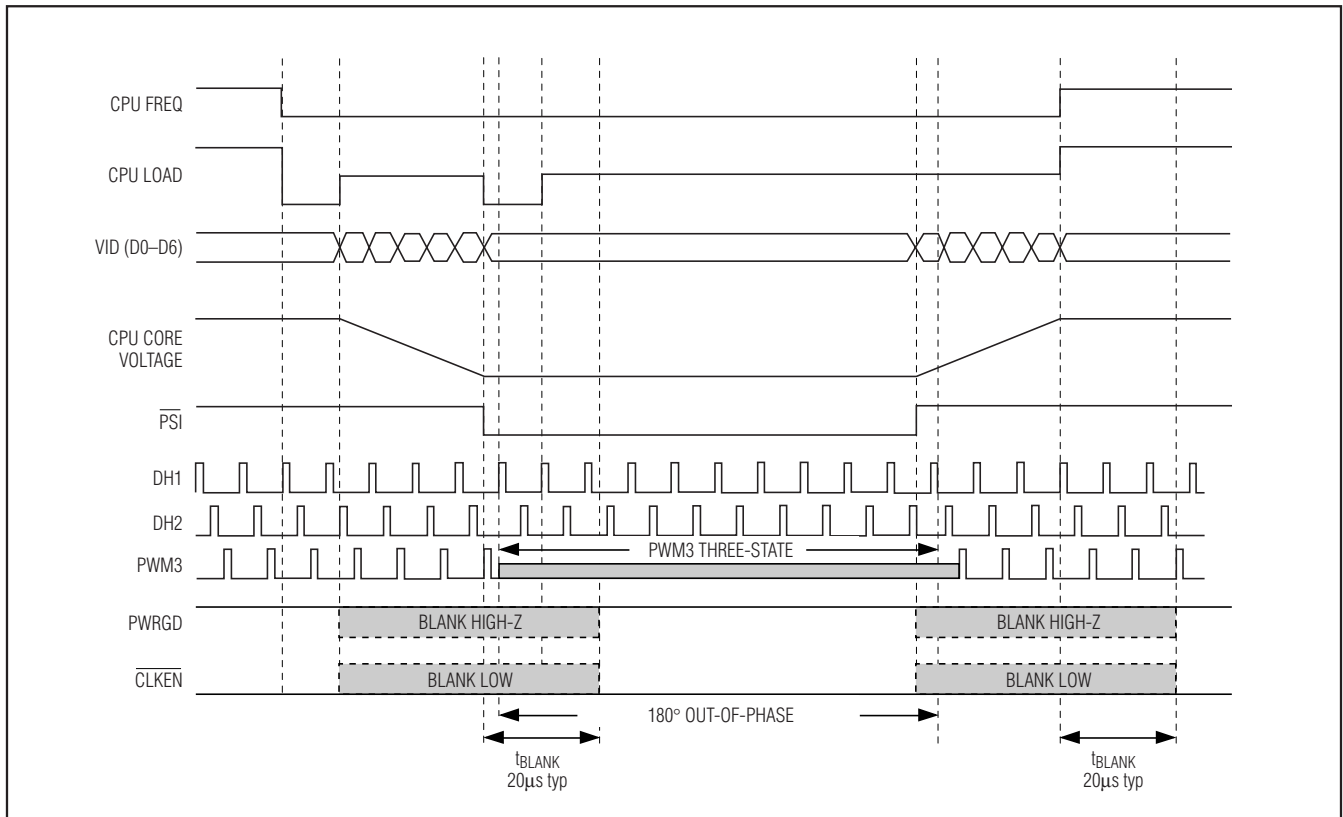 CPU FREQ
CPU LOAD
VID (D0–D6)
CPU CORE
VOLTAGE
PSI
DH1
DH2
PWM3 THREE-STATE
PWM3
PWRGD
BLANK HIGH-Z
BLANK HIGH-Z
CLKEN
BLANK LOW
BLANK LOW
180° OUT-OF-PHASE
tBLANK
20μs typ
tBLANK
20μs typ